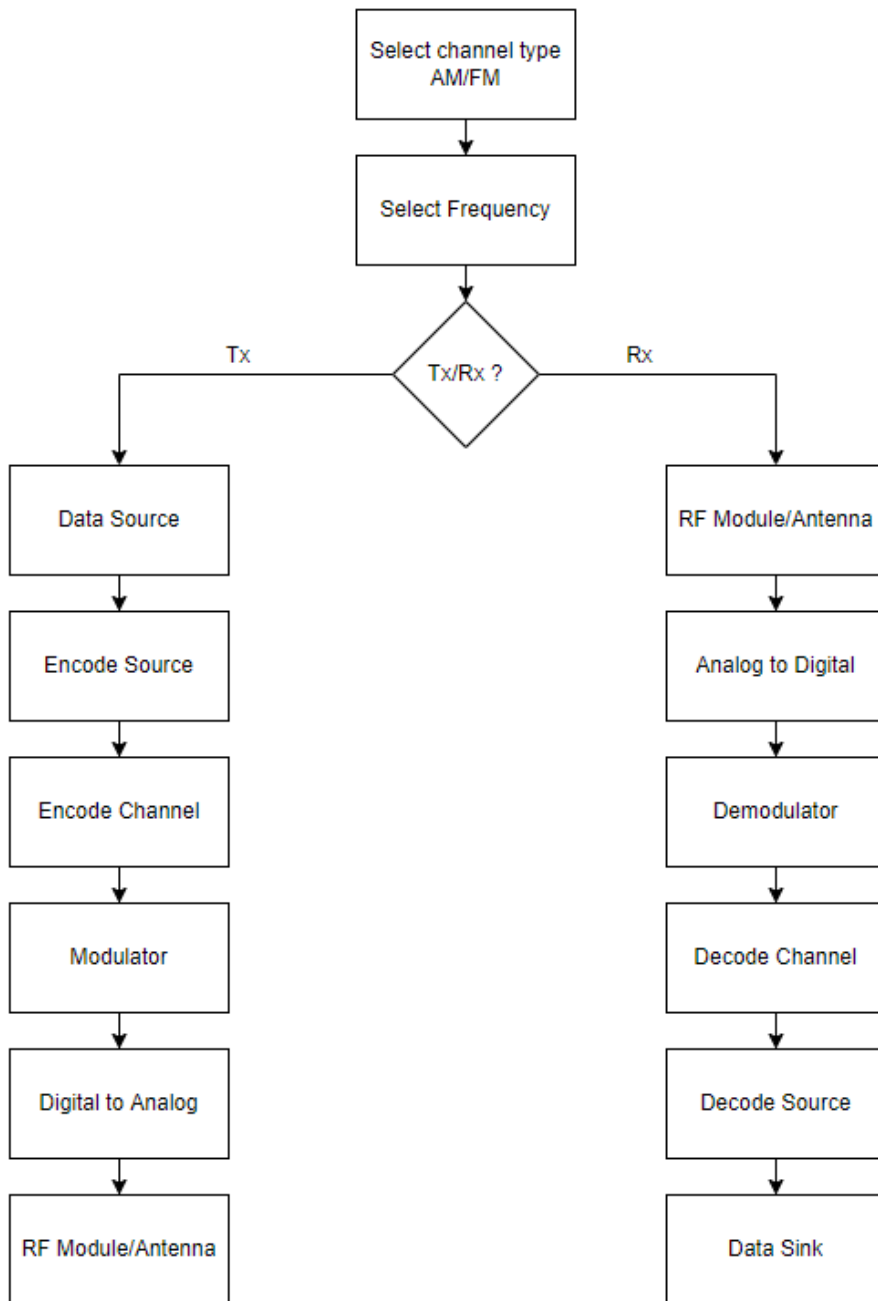 Select channel type
AM/FM
Select Frequency
Tx/Rx ?
Tx
Rx
Data Source
Encode Source
Encode Channel
Modulator
Digital to Analog
RF Module/Antenna
RF Module/Antenna
Analog to Digital
Demodulator
Decode Channel
Decode Source
Data Sink